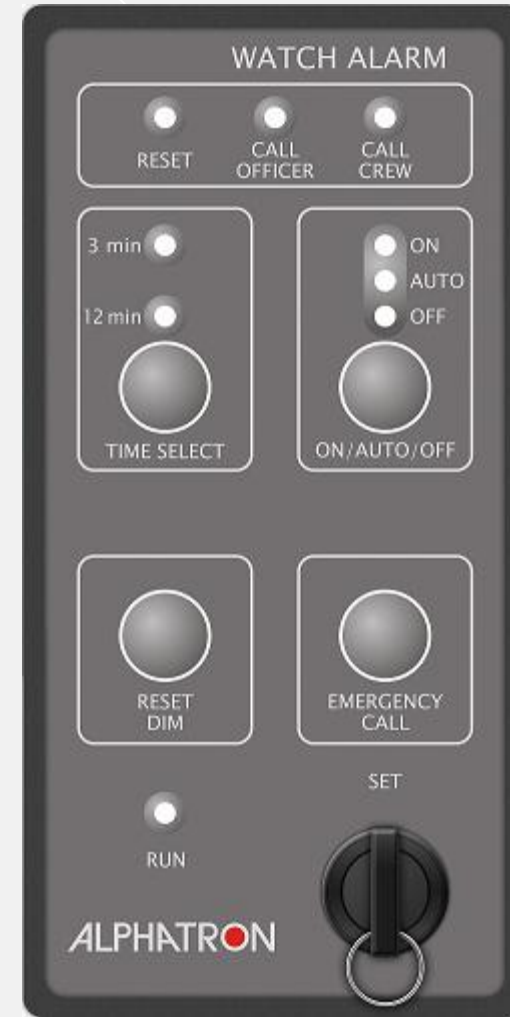 WATCH ALARM
RESET
CALL
OFFICER
CALL
CREW
3 min
12 min
TIME SELECT
ON
AUTO
OFF
ON/AUTO/OFF
RESET
DIM
EMERGENCY
CALL
SET
RUN
ALPHATRON